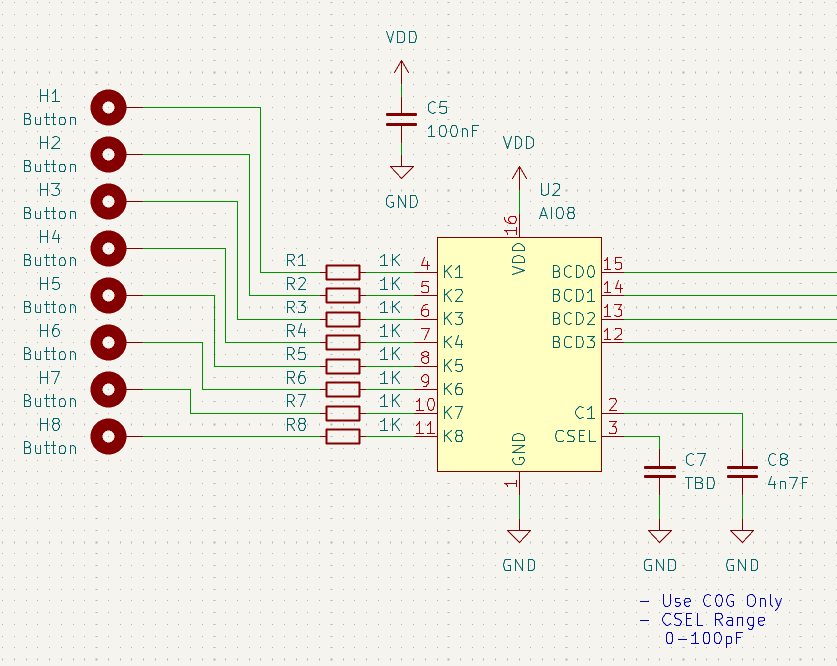 VDD
C5
100nF
GND
H1
Button
H2
Button
H3
Button
H4
Button
H5
Button
H6
Button
H7
Button
H8
Button
R1 1K
R2 1K
R3 1K
R4 1K
R5 1K
R6 1K
R7 1K
R8 1K
VDD
U2
AI08
16
VDD
4 K1
5 K2
6 K3
7 K4
8 K5
9 K6
10 K7
11 K8
BCD0 15
BCD1 14
BCD2 13
BCD3 12
C1 2
CSEL 3
GND
1
GND
C7
TBD
GND
C8
4n7F
GND
- Use C0G Only
- CSEL Range
0-100pF